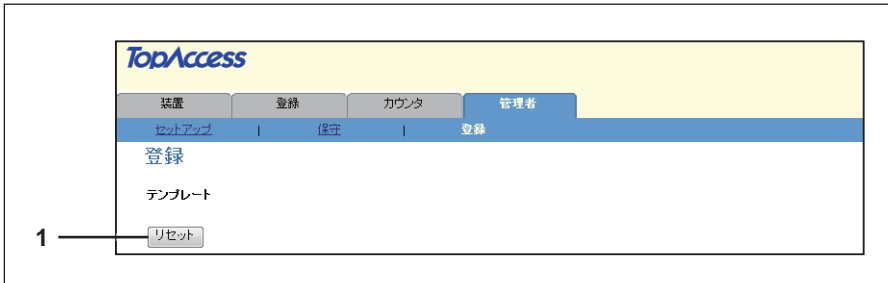 TopAccess
装置 登録 カウンタ 管理者
セットアップ | 保守 | 登録
登録
テンプレート
1 リセット